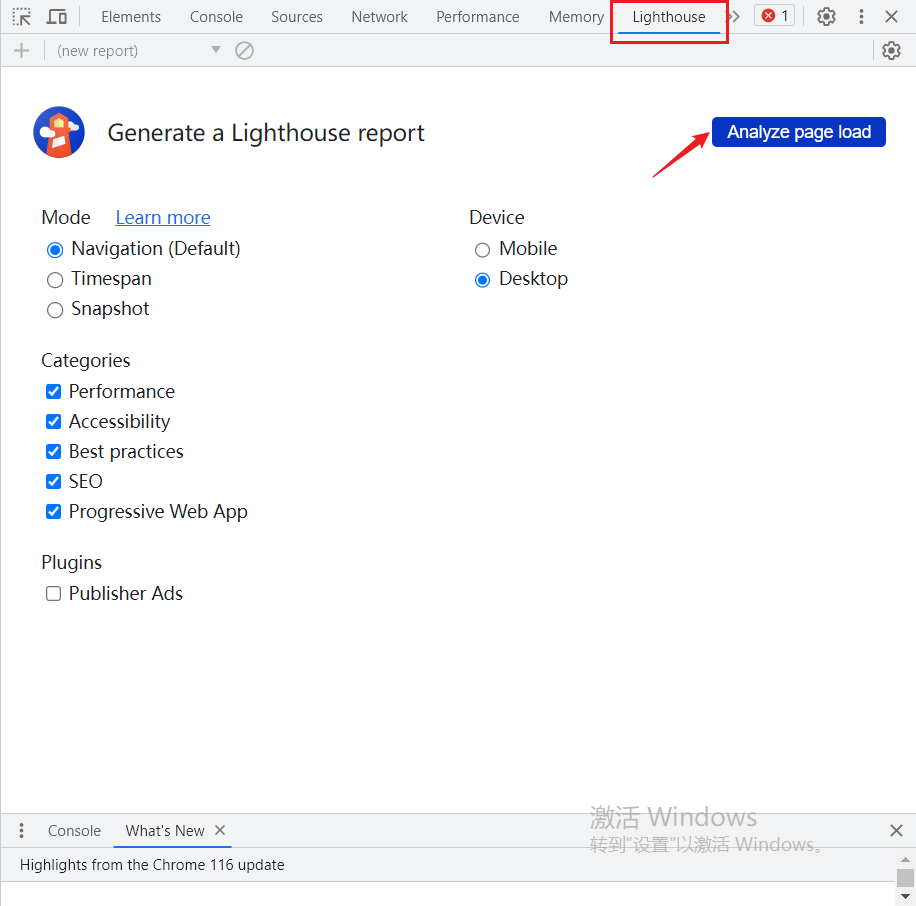 Elements Console Sources Network Performance Memory Lighthouse 1
(new report)
Generate a Lighthouse report
Analyze page load
Mode Learn more
Device
Navigation (Default)
Mobile
Timespan
Desktop
Snapshot
Categories
Performance
Accessibility
Best practices
SEO
Progressive Web App
Plugins
Publisher Ads
激活 Windows
Console What's New
转到"设置"以激活 Windows。
Highlights from the Chrome 116 update